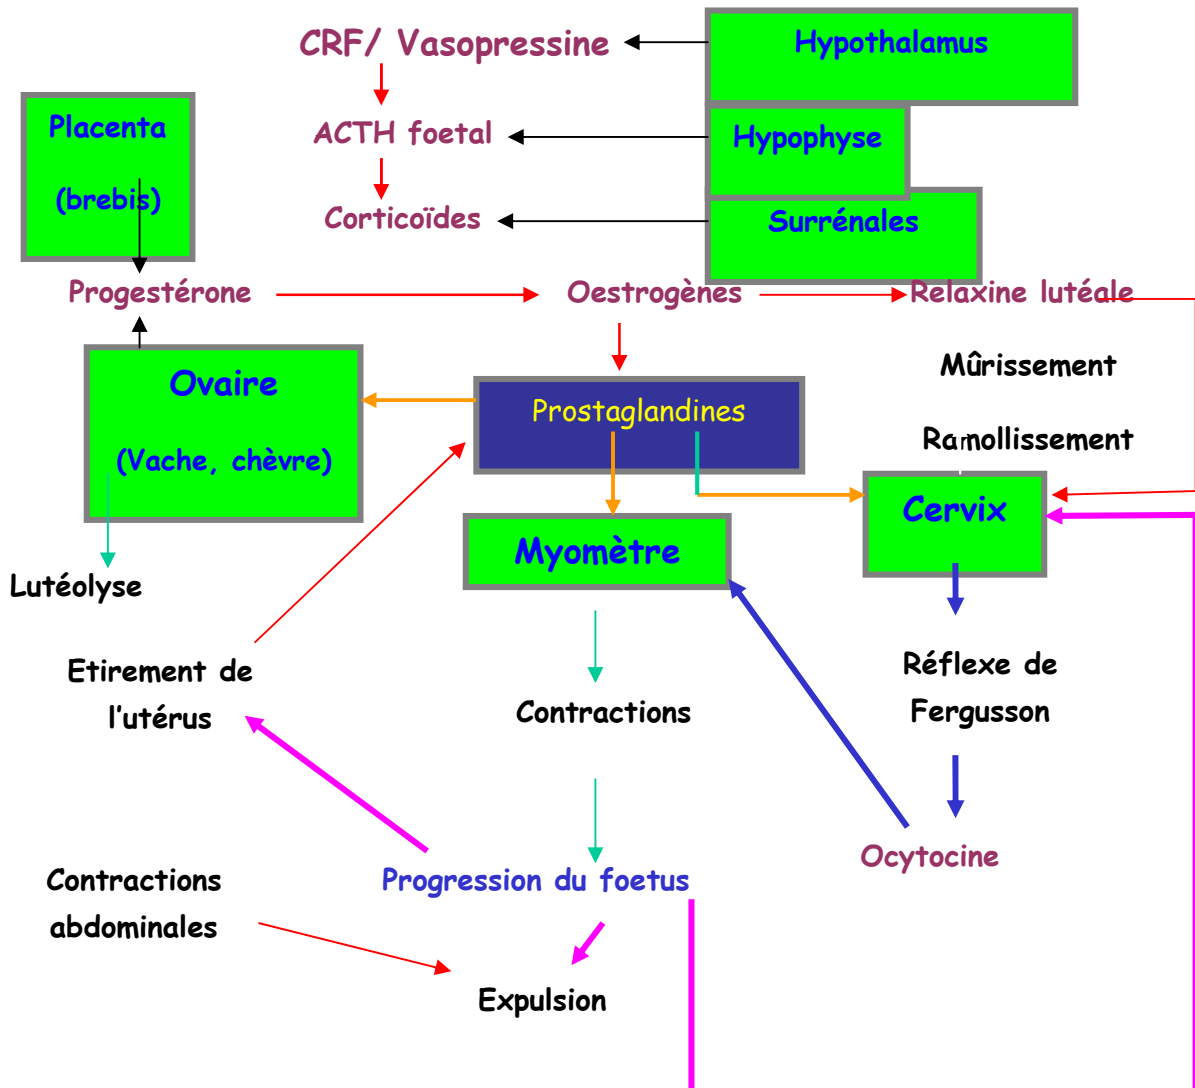 CRF/ Vasopressine
Hypothalamus
Placenta
(brebis)
ACTH foetal
Hypophyse
Corticoïdes
Surrénales
Progestérone
Oestrogènes
Relaxine lutéale
Mûrissement
Ramollissement
Ovaire
(Vache, chèvre)
Prostaglandines
Cervix
Myomètre
Lutéolyse
Etirement de
l'utérus
Contractions
Réflexe de
Fergusson
Ocytocine
Progression du foetus
Contractions
abdominales
Expulsion